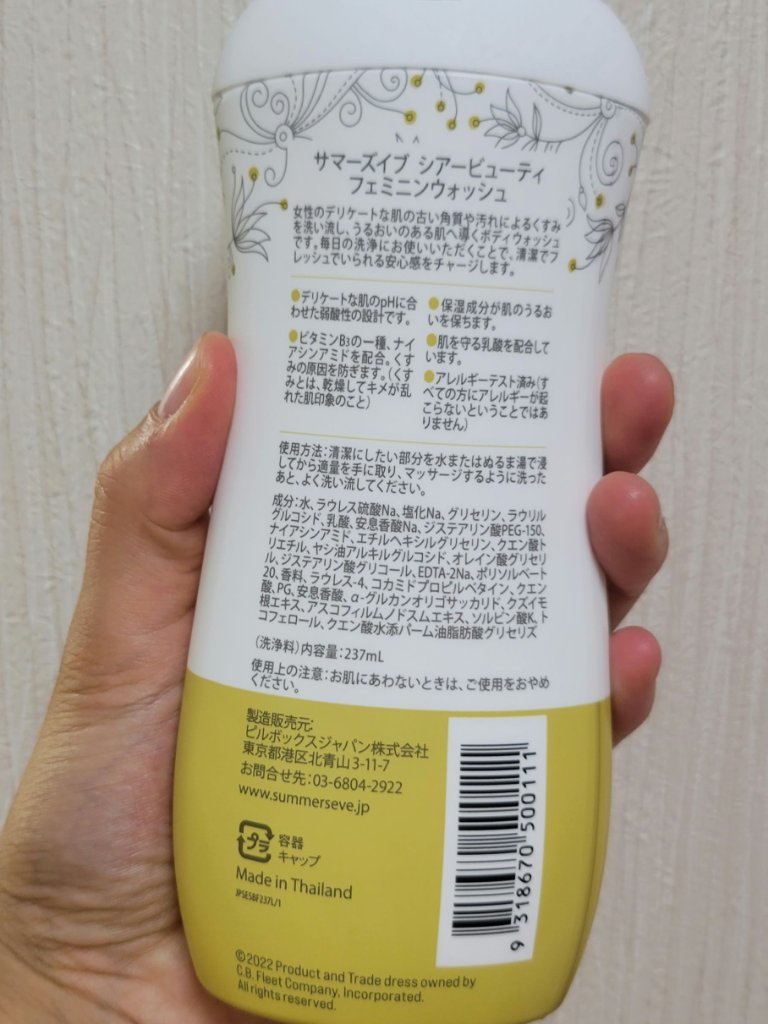 サマーズイブ シアービューティ
フェミニンウォッシュ
女性のデリケートな肌の古い角質や汚れによるくすみ
を洗い流し、うるおいのある肌へ導くボディウォッシュ
です。毎日の洗浄にお使いいただくことで、清潔でフ
レッシュでいられる安心感をチャージします。
●デリケートな肌のpHに合
わせた弱酸性の設計です。
●ビタミンB3の一種、ナイ
アシンアミドを配合。くす
みの原因を防ぎます。（くす
みとは、乾燥してキメが乱
れた肌印象のこと）
●保湿成分が肌のうるお
いを保ちます。
●肌を守る乳酸を配合して
います。
●アレルギーテスト済み（す
べての方にアレルギーが起
こらないということではあ
りません）
使用方法：清潔にしたい部分を水またはぬるま湯で浸
してから適量を手に取り、マッサージするように洗った
あと、よく洗い流してください。
成分：水、ラウレス硫酸Na、塩化Na、グリセリン、ラウリル
グルコシド、乳酸、安息香酸Na、ジステアリン酸PEG-150、
ナイアシンアミド、エチルヘキシルグリセリン、クエン酸ト
リエチル、ヤシ油アルキルグルコシド、オレイン酸グリセリ
ル、ジステアリン酸グリコール、EDTA-2Na、ポリソルベート
20、香料、ラウレス-4、コカミドプロピルベタイン、クエン
酸、PG、安息香酸、α-グルカンオリゴサッカリド、クズイモ
根エキス、アスコフィルムノドスムエキス、ソルビン酸K、ト
コフェロール、クエン酸水添パーム油脂肪酸グリセリズ
（洗浄料）内容量：237mL
使用上の注意：お肌にあわないときは、ご使用をおやめ
ください。
製造販売元：
ピルボックスジャパン株式会社
東京都港区北青山 3-11-7
お問合せ先：03-6804-2922
www.summerseve.jp
プラ
容器
キャップ
Made in Thailand
JPSESBF237L/1
9 318670 500111
©2022 Product and Trade dress owned by
C.B. Fleet Company, Incorporated.
All rights reserved.